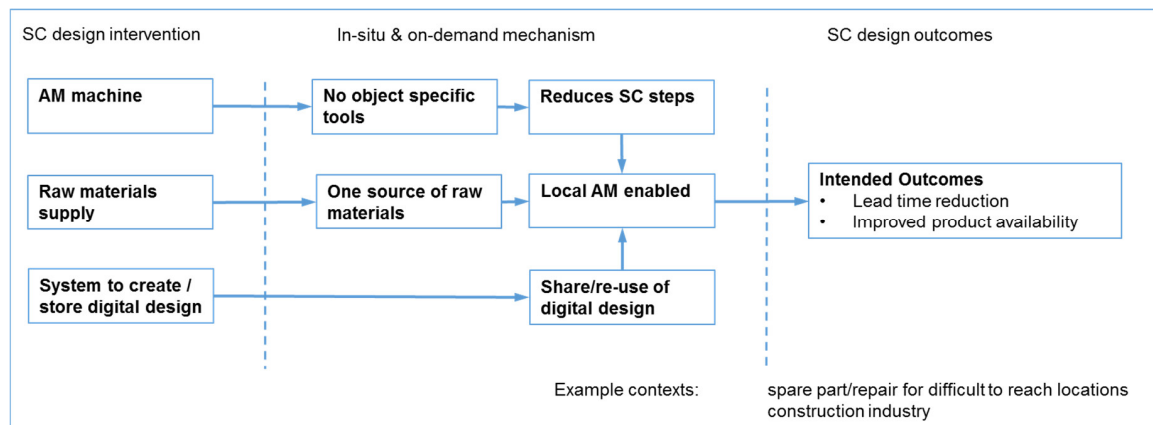 SC design intervention
In-situ & on-demand mechanism
SC design outcomes
AM machine
No object specific
tools
Reduces SC steps
Raw materials
supply
One source of raw
materials
Local AM enabled
Intended Outcomes
• Lead time reduction
• Improved product availability
System to create /
store digital design
Share/re-use of
digital design
Example contexts:
spare part/repair for difficult to reach locations
construction industry